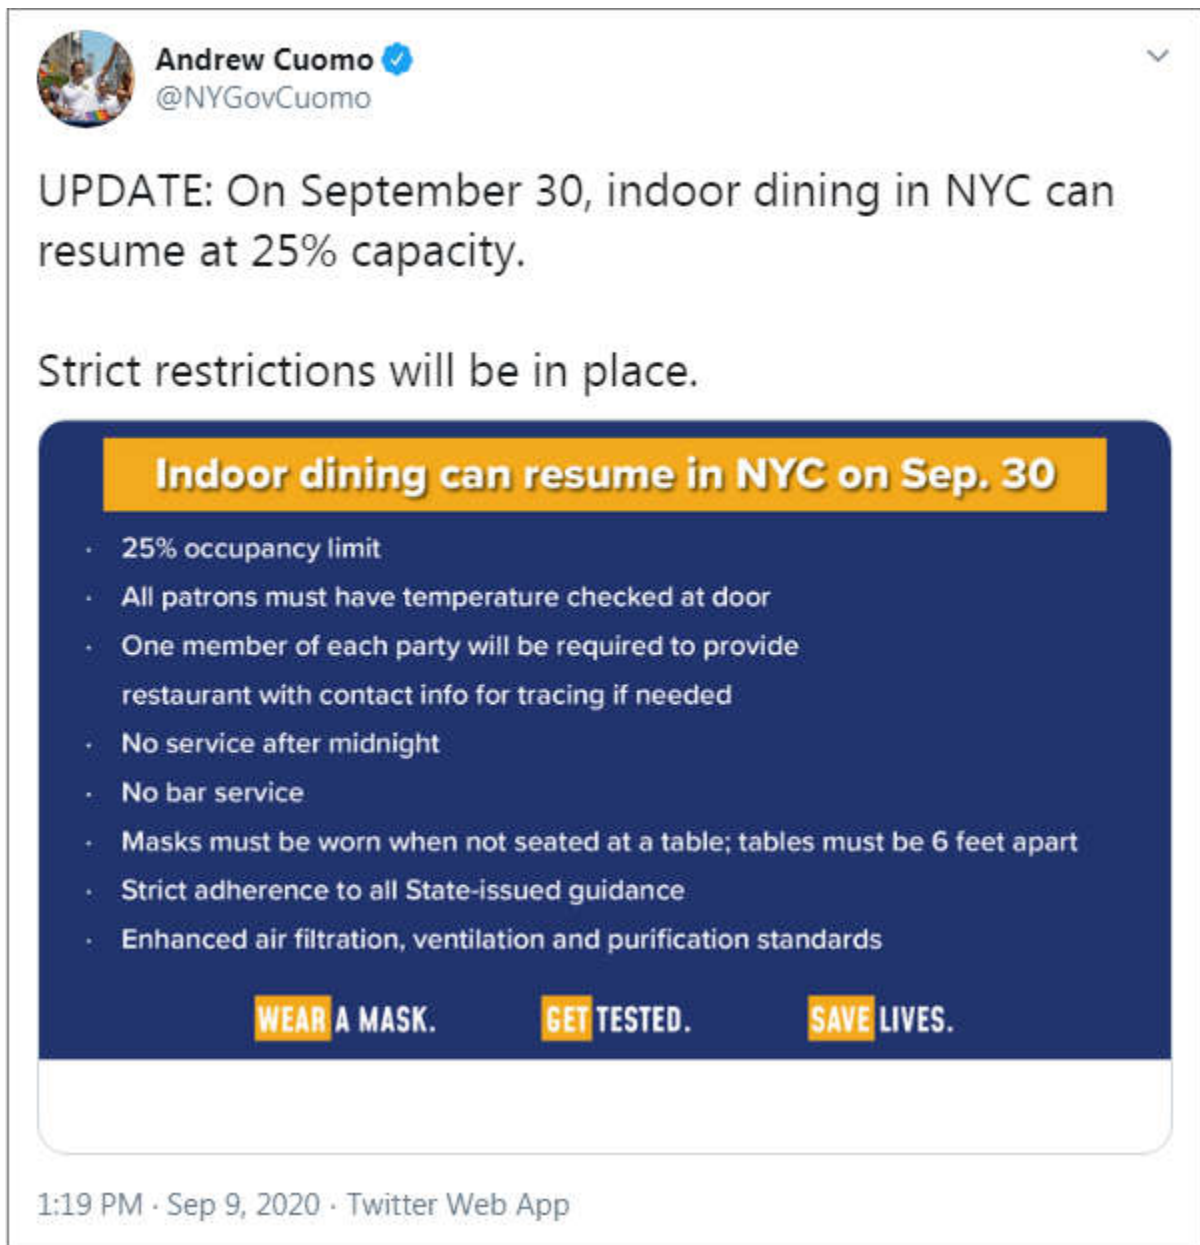 Andrew Cuomo
@NYGovCuomo
UPDATE: On September 30, indoor dining in NYC can
resume at 25% capacity.
Strict restrictions will be in place.
Indoor dining can resume in NYC on Sep. 30
· 25% occupancy limit
· All patrons must have temperature checked at door
· One member of each party will be required to provide
restaurant with contact info for tracing if needed
· No service after midnight
· No bar service
· Masks must be worn when not seated at a table; tables must be 6 feet apart
· Strict adherence to all State-issued guidance
· Enhanced air filtration, ventilation and purification standards
WEAR A MASK. GET TESTED. SAVE LIVES.
1:19 PM · Sep 9, 2020 · Twitter Web App